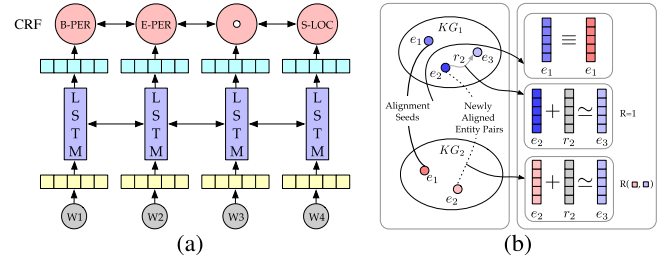 CRF B-PER E-PER O S-LOC
L S T M L S T M L S T M L S T M
W1 W2 W3 W4
(a)
KG1
e1 r2 e3
e2
Alignment Seeds
Newly Aligned Entity Pairs
KG2
e1
e2
≡
e1 e1
+ ≃ R=1
e2 r2 e3
+ ≃ R( , )
e2 r2 e3
(b)